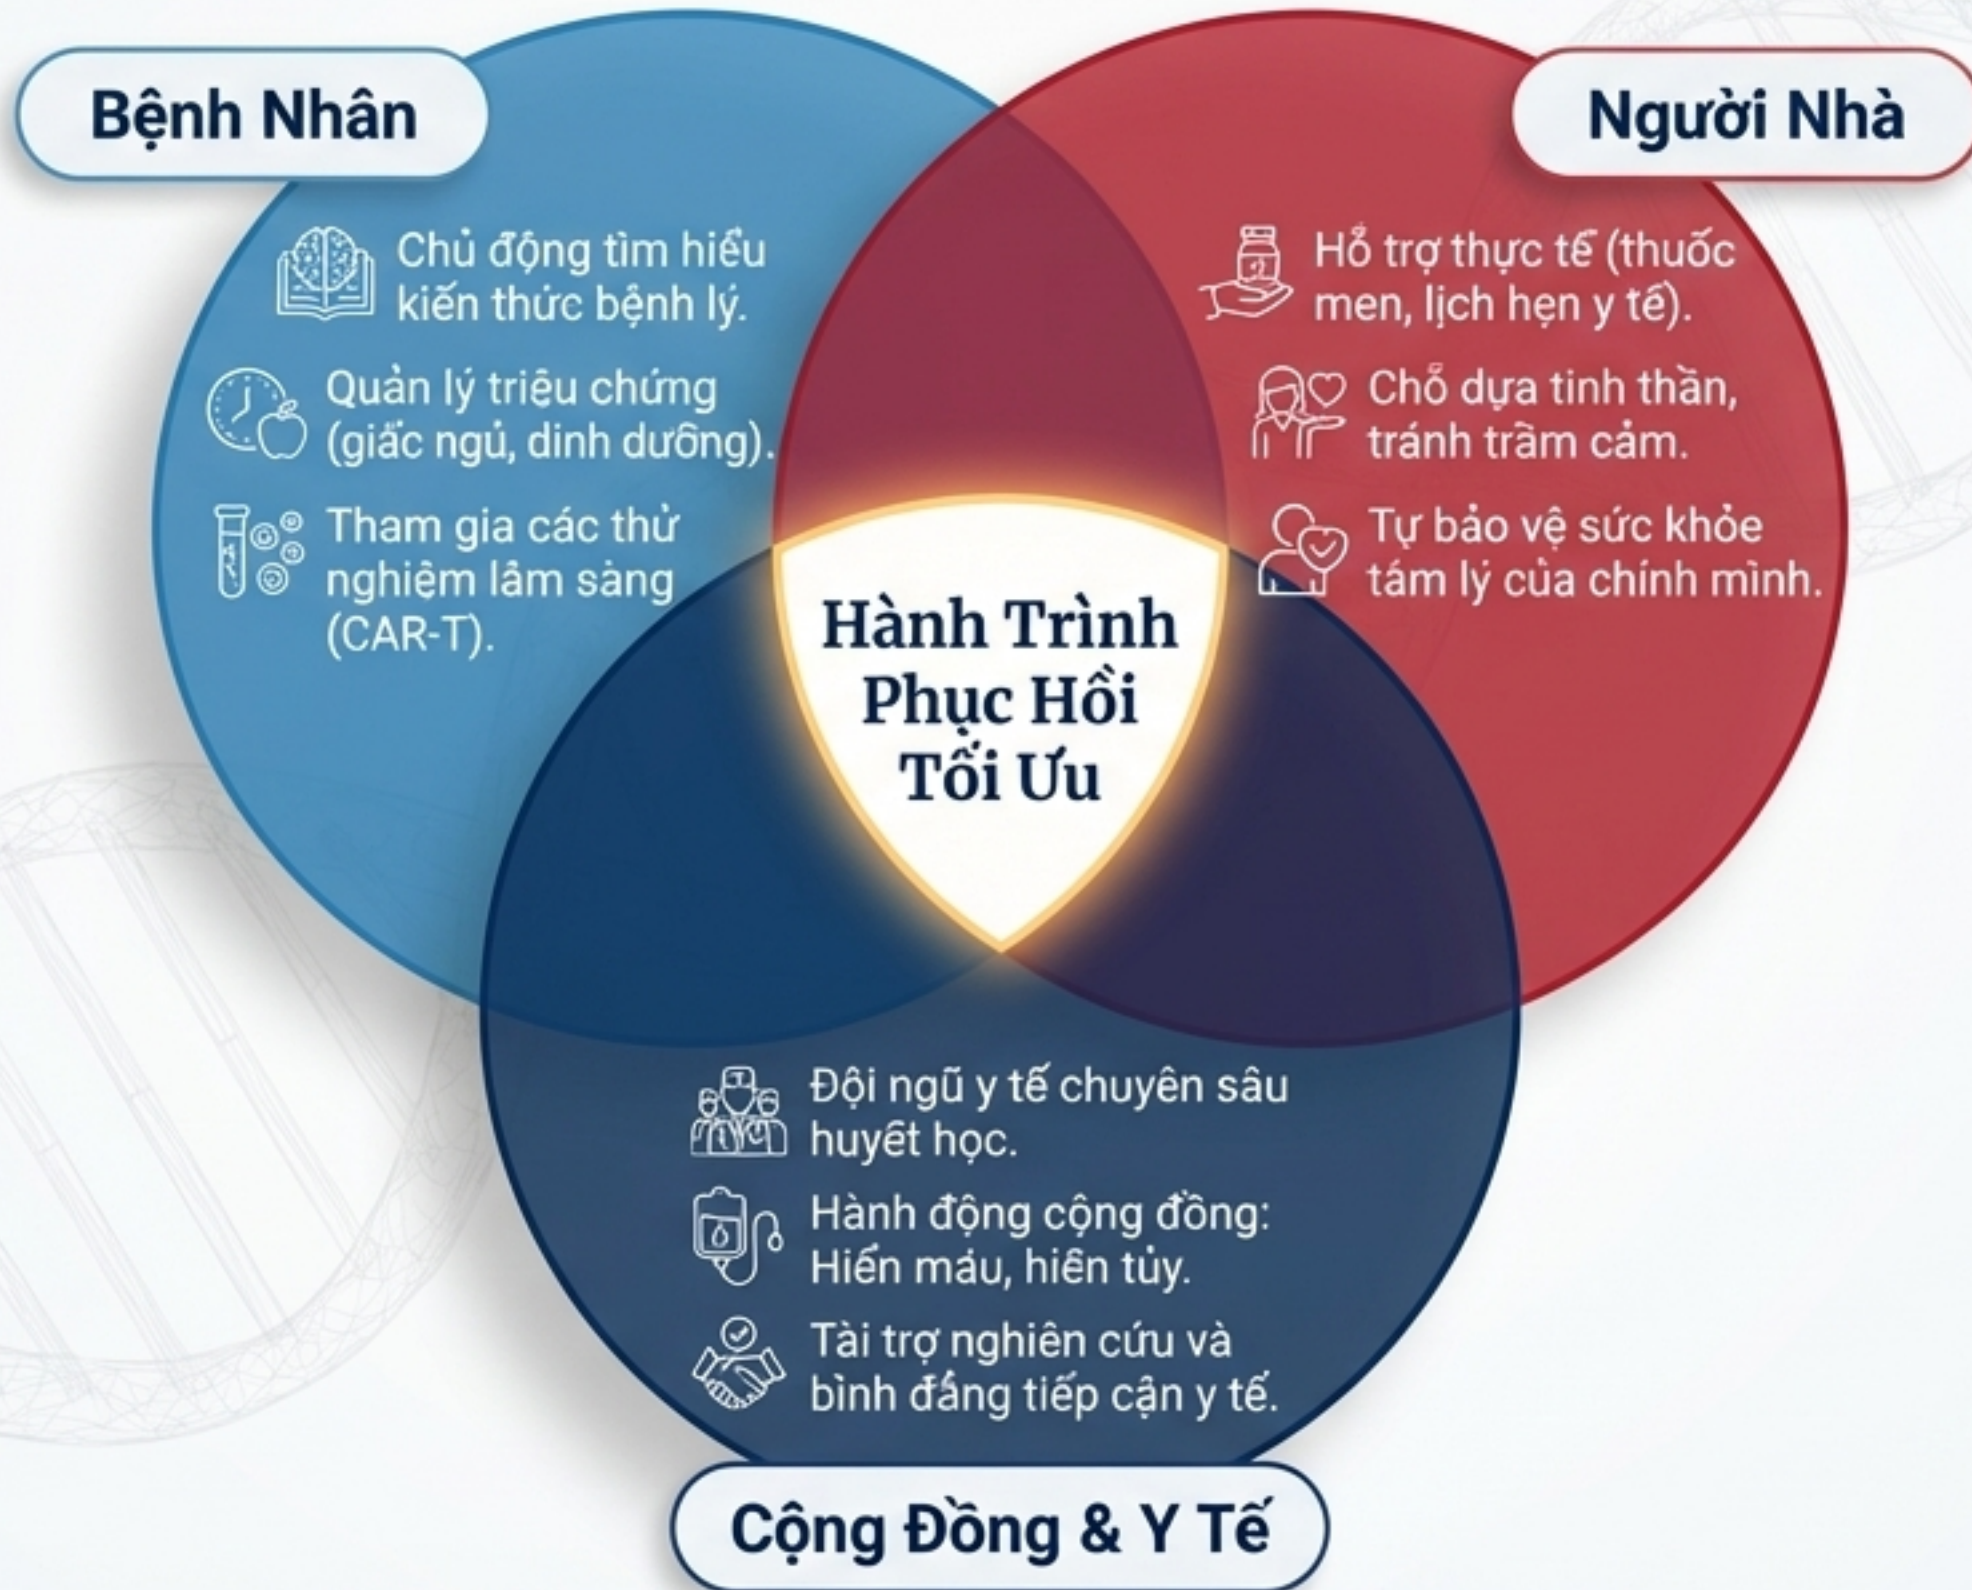 Bệnh Nhân
Người Nhà
Chủ động tìm hiểu
kiến thức bệnh lý.
Quản lý triệu chứng
(giấc ngủ, dinh dưỡng).
Tham gia các thử
nghiệm lâm sàng
(CAR-T).
Hỗ trợ thực tế (thuốc
men, lịch hẹn y tế).
Chỗ dựa tinh thần,
tránh trầm cảm.
Tự bảo vệ sức khỏe
tám lý của chính mình.
Hành Trình
Phục Hồi
Tối Ưu
Đội ngũ y tế chuyên sâu
huyết học.
Hành động cộng đồng:
Hiến máu, hiên tủy.
Tài trợ nghiên cứu và
bình đẳng tiếp cận y tế.
Cộng Đồng & Y Tế